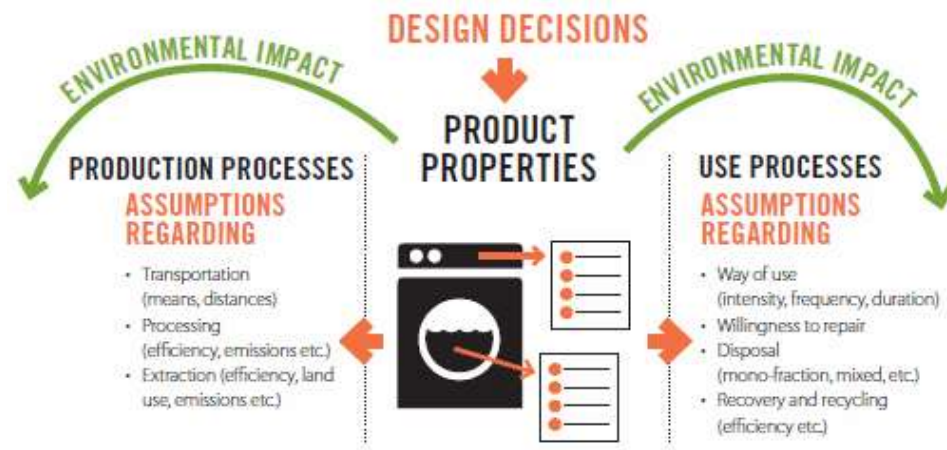 DESIGN DECISIONS
ENVIRONMENTAL IMPACT
ENVIRONMENTAL IMPACT
PRODUCT
PROPERTIES
PRODUCTION PROCESSES
ASSUMPTIONS
REGARDING
• Transportation
(means, distances)
• Processing
(efficiency, emissions etc.)
• Extraction (efficiency, land
use, emissions etc.)
USE PROCESSES
ASSUMPTIONS
REGARDING
• Way of use
(intensity, frequency, duration)
• Willingness to repair
• Disposal
(mono-fraction, mixed, etc.)
• Recovery and recycling
(efficiency etc.)